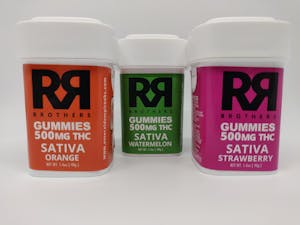 RR
BROTHERS
GUMMIES
500MG THC
SATIVA
ORANGE
RR
BROTHERS
GUMMIES
500MG THC
SATIVA
WATERMELON
RR
BROTHERS
GUMMIES
500MG THC
SATIVA
STRAWBERRY